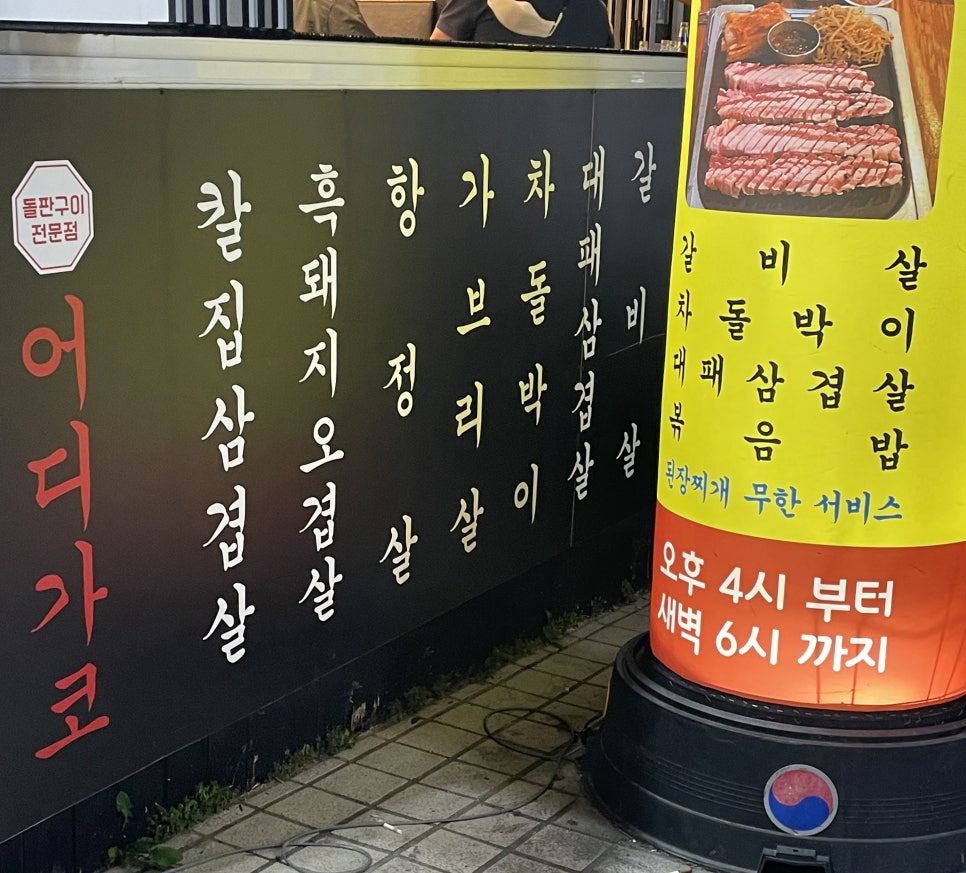 돌판구이
전문점
어디가코
칼집삼겹살
흑돼지오겹살
항정살
가브리살
차돌박이
대패삼겹살
갈비살
갈비살
차돌박이
대패삼겹살
볶음밥
된장찌개 무한 서비스
오후 4시 부터
새벽 6시 까지